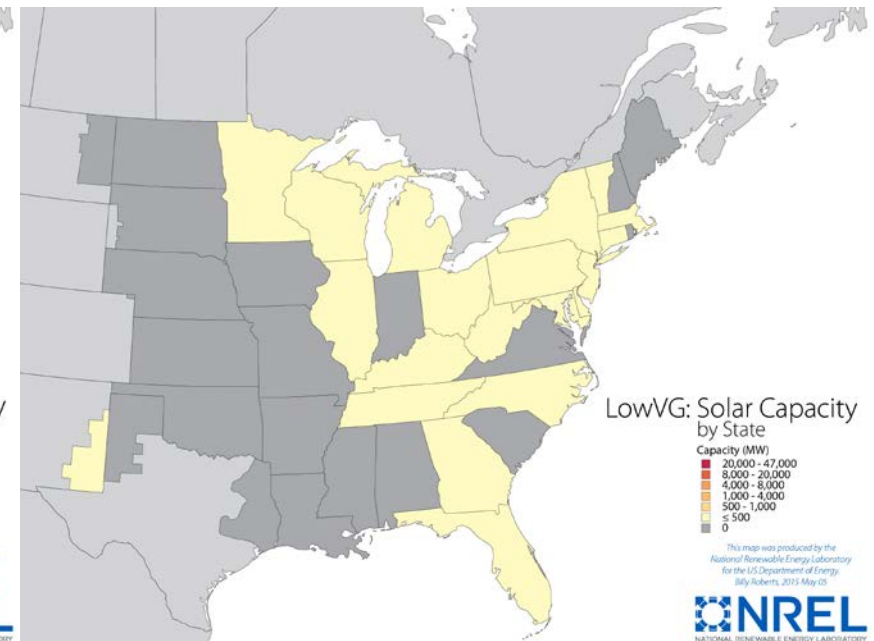 LowVG: Solar Capacity
by State
Capacity (MW)
20,000 - 47,000
8,000 - 20,000
4,000 - 8,000
1,000 - 4,000
500 - 1,000
≤ 500
0
This map was produced by the
National Renewable Energy Laboratory
for the US Department of Energy.
Billy Roberts, 2015 May 05
NREL
NATIONAL RENEWABLE ENERGY LABORATORY